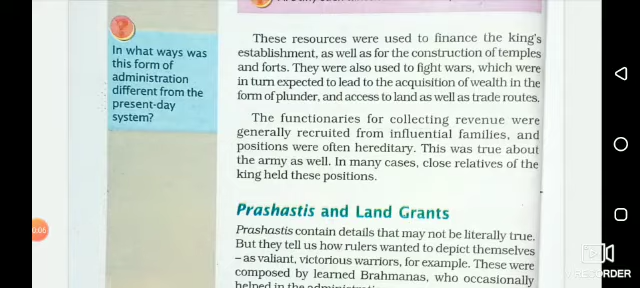 In what ways was
this form of
administration
different from the
present-day
system?
These resources were used to finance the king's
establishment, as well as for the construction of temples
and forts. They were also used to fight wars, which were
in turn expected to lead to the acquisition of wealth in the
form of plunder, and access to land as well as trade routes.
The functionaries for collecting revenue were
generally recruited from influential families, and
positions were often hereditary. This was true about
the army as well. In many cases, close relatives of the
king held these positions.
Prashastis and Land Grants
Prashastis contain details that may not be literally true.
But they tell us how rulers wanted to depict themselves
– as valiant, victorious warriors, for example. These were
composed by learned Brahmanas, who occasionally
helped in the
00:06
RECORDER